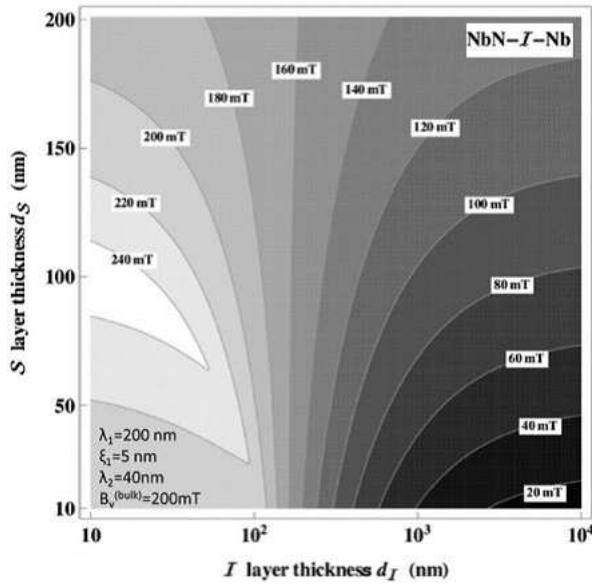 200
150
100
50
10
S layer thickness d_S (nm)
NbN-I-Nb
160 mT
180 mT
140 mT
200 mT
120 mT
220 mT
100 mT
240 mT
80 mT
60 mT
40 mT
20 mT
λ₁=200 nm
ξ₁=5 nm
λ₂=40nm
Bᵥ⁽ᵇᵘˡᵏ⁾=200mT
10
10²
10³
10⁴
I layer thickness d_I (nm)